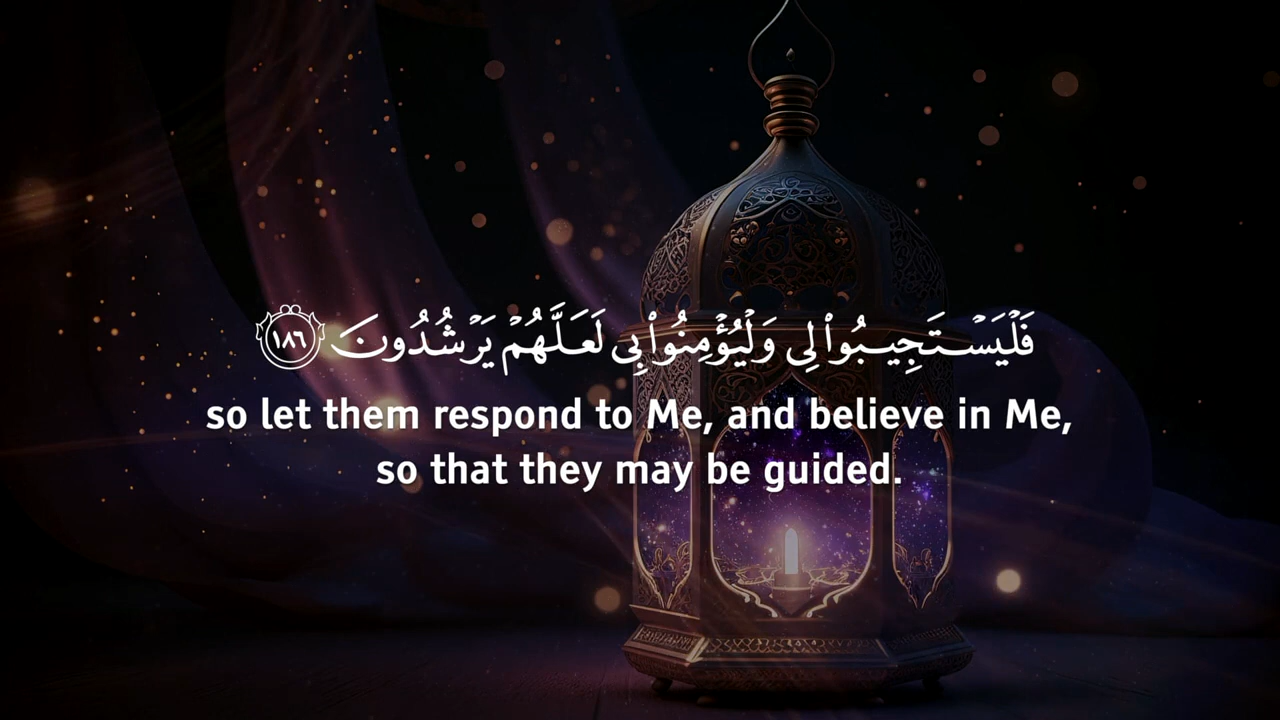 فَلْيَسْتَجِيبُوا۟ لِى وَلْيُؤْمِنُوا۟ بِى لَعَلَّهُمْ يَرْشُدُونَ ١٨٦
so let them respond to Me, and believe in Me,
so that they may be guided.